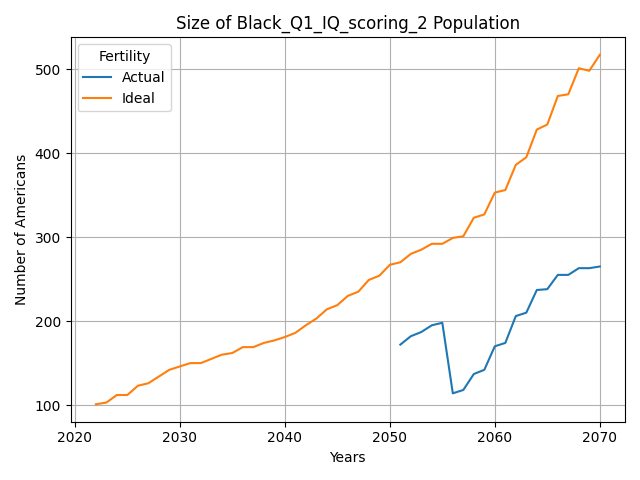 Size of Black_Q1_IQ_scoring_2 Population
Fertility
Actual
Ideal
Number of Americans
500
400
300
200
100
2020
2030
2040
2050
2060
2070
Years